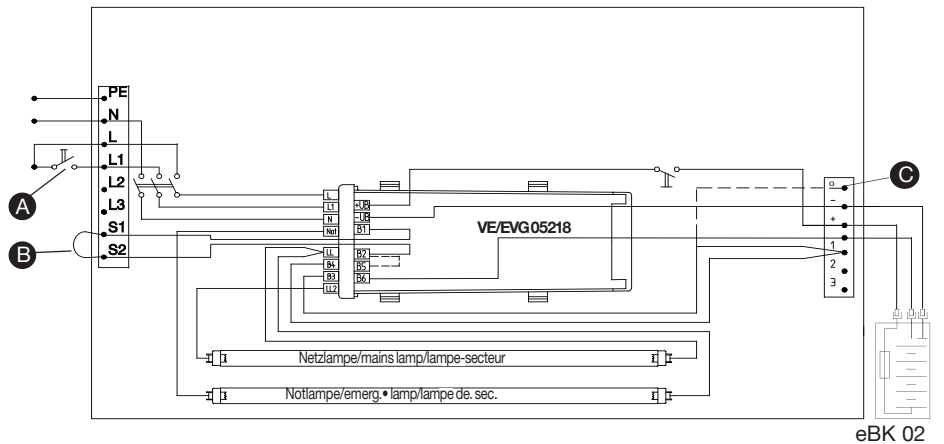 PE
N
L
L1
L2
L3
S1
S2
A
B
C
L
L1
N
Not
LL
B4
B3
LL2
+UB
-UB
B1
B2
B5
B6
VE/EVG 05218
o
-
+
1
2
3
Netzlampe/mains lamp/lampe-secteur
Notlampe/emerg.• lamp/lampe de. sec.
eBK 02